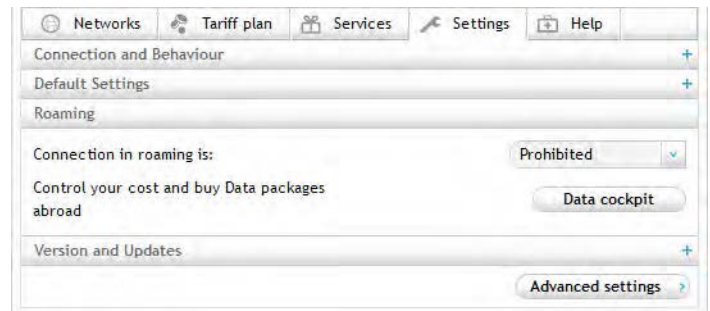 Networks Tariff plan Services Settings Help
Connection and Behaviour +
Default Settings +
Roaming
Connection in roaming is: Prohibited
Control your cost and buy Data packages
abroad
Data cockpit
Version and Updates +
Advanced settings >